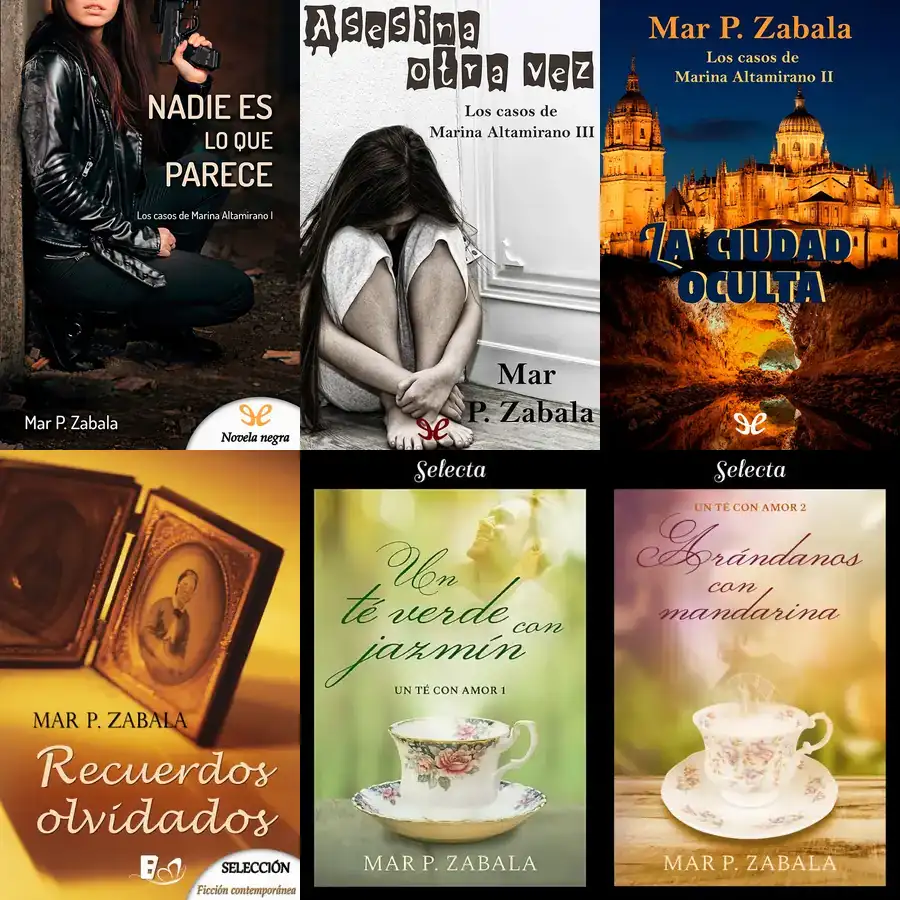 NADIE ES
LO QUE
PARECE
Los casos de Marina Altamirano I
Mar P. Zabala
Novela negra
Asesina
otra vez
Los casos de
Marina Altamirano III
Mar
P. Zabala
Mar P. Zabala
Los casos de
Marina Altamirano II
LA CIUDAD
OCULTA
MAR P. ZABALA
Recuerdos
olvidados
B
SELECCIÓN
Ficción contemporánea
Selecta
Un
té verde con
jazmín
UN TÉ CON AMOR 1
MAR P. ZABALA
Selecta
UN TÉ CON AMOR 2
Arándanos
con
mandarina
MAR P. ZABALA